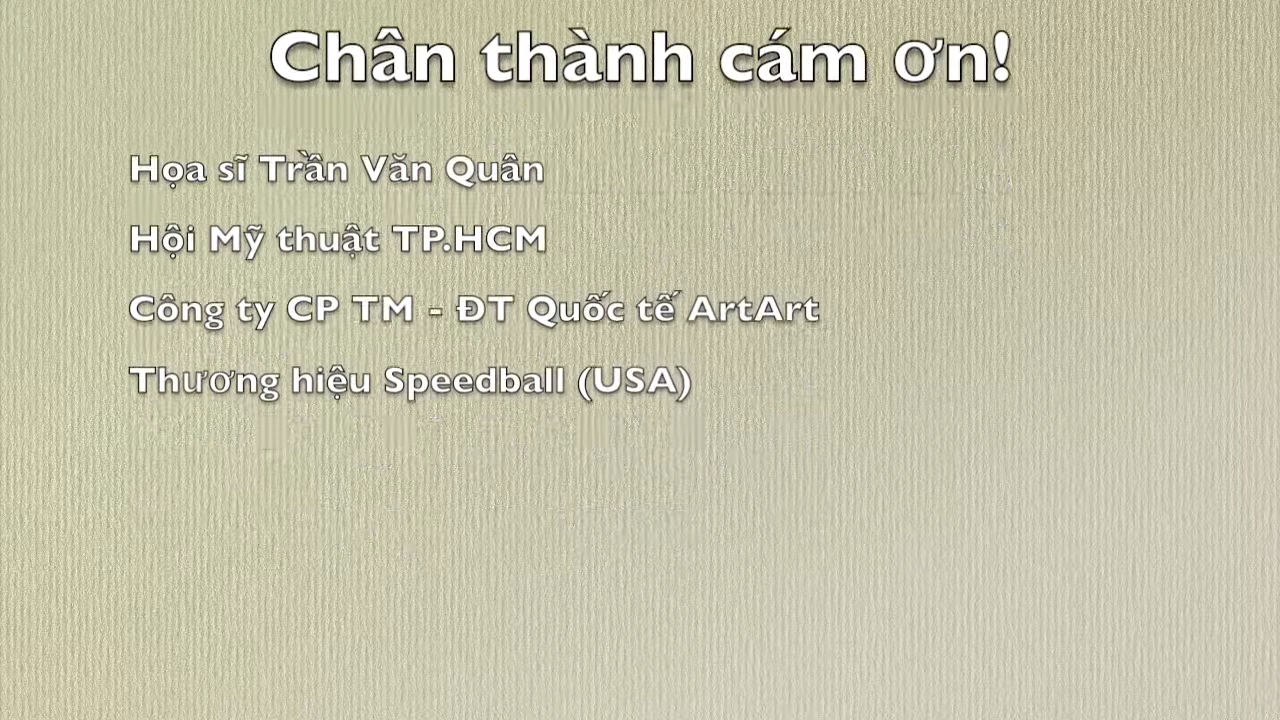 Chân thành cám ơn!
Họa sĩ Trần Văn Quân
Hội Mỹ thuật TP.HCM
Công ty CP TM - ĐT Quốc tế ArtArt
Thương hiệu Speedball (USA)